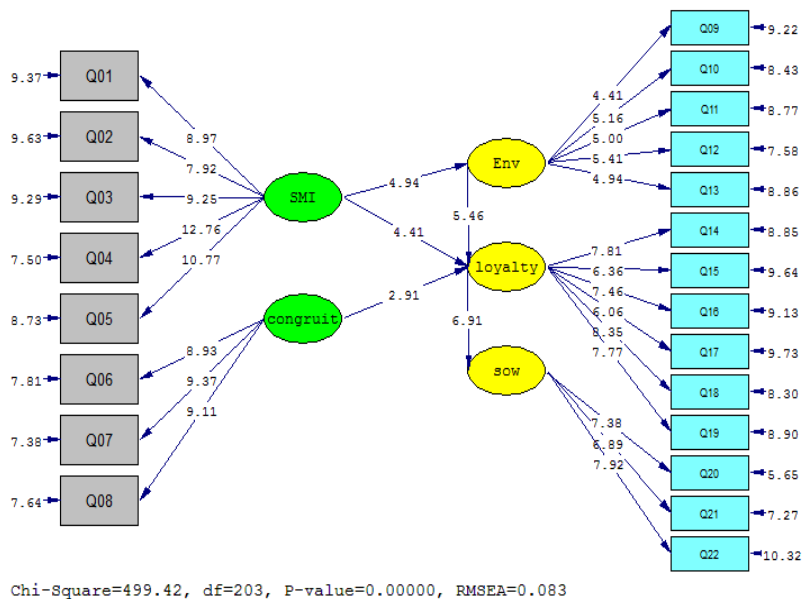 9.37 Q01
9.63 Q02
9.29 Q03
7.50 Q04
8.73 Q05
7.81 Q06
7.38 Q07
7.64 Q08
8.97
7.92
9.25
12.76
10.77
8.93
9.37
9.11
SMI
congruit
4.94
4.41
2.91
5.46
6.91
Env
loyalty
sow
4.41
5.16
5.00
5.41
4.94
7.81
6.36
7.46
6.06
8.35
7.77
7.38
6.89
7.92
Q09 9.22
Q10 8.43
Q11 8.77
Q12 7.58
Q13 8.86
Q14 8.85
Q15 9.64
Q16 9.13
Q17 9.73
Q18 8.30
Q19 8.90
Q20 5.65
Q21 7.27
Q22 10.32
Chi-Square=499.42, df=203, P-value=0.00000, RMSEA=0.083